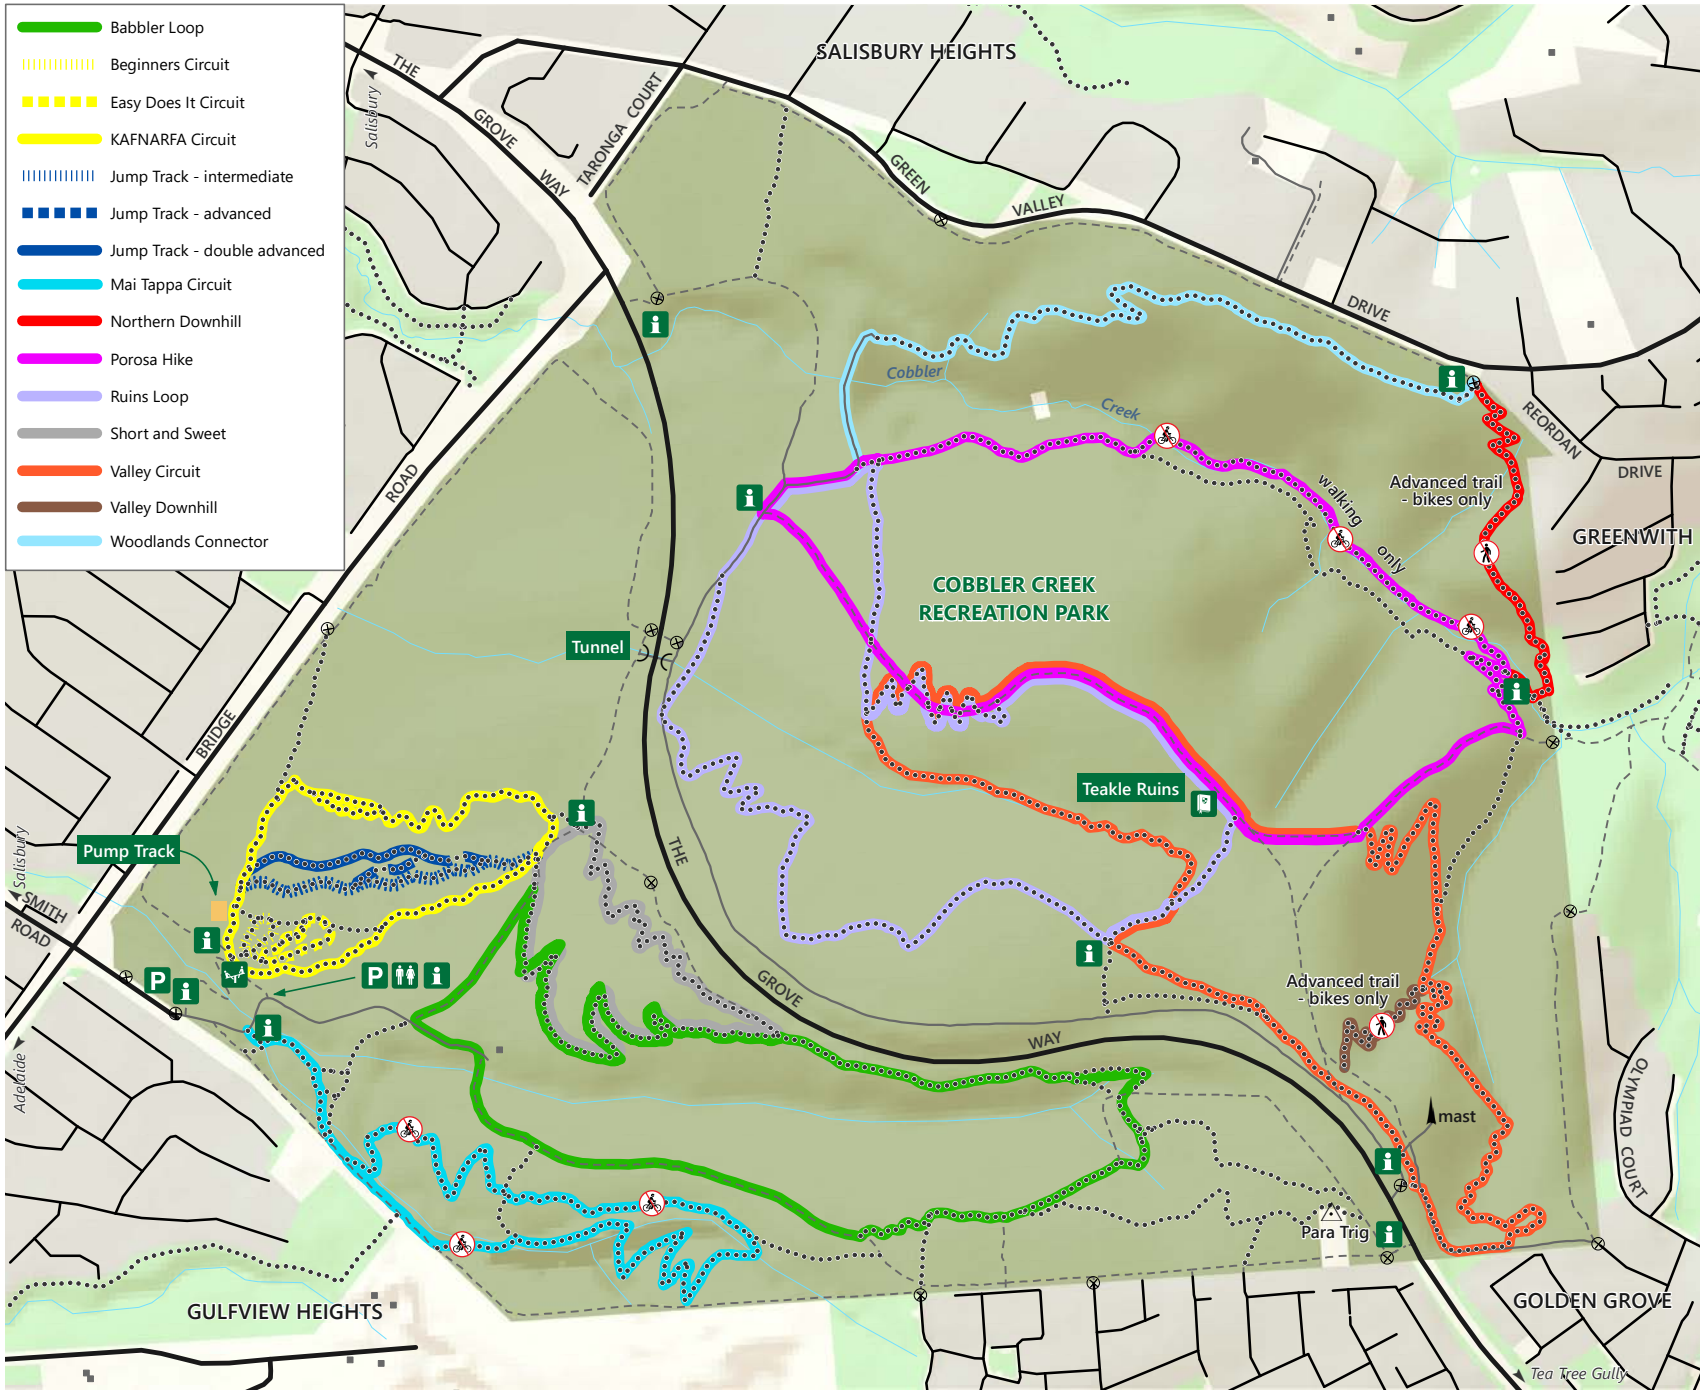 Babbler Loop
Beginners Circuit
Easy Does It Circuit
KAFNARFA Circuit
Jump Track - intermediate
Jump Track - advanced
Jump Track - double advanced
Mai Tappa Circuit
Northern Downhill
Porosa Hike
Ruins Loop
Short and Sweet
Valley Circuit
Valley Downhill
Woodlands Connector
SALISBURY HEIGHTS
THE
GROVE
WAY
Salisbury
TARONGA COURT
GREEN
VALLEY
DRIVE
REORDAN
DRIVE
GREENWITH
Cobbler
Creek
walking
only
Advanced trail
- bikes only
COBBLER CREEK
RECREATION PARK
ROAD
BRIDGE
Tunnel
Teakle Ruins
Pump Track
Salisbury
SMITH
ROAD
THE
GROVE
WAY
P
P
Adelaide
Advanced trail
- bikes only
mast
OLYMPIAD COURT
Para Trig
GULFVIEW HEIGHTS
GOLDEN GROVE
Tea Tree Gully